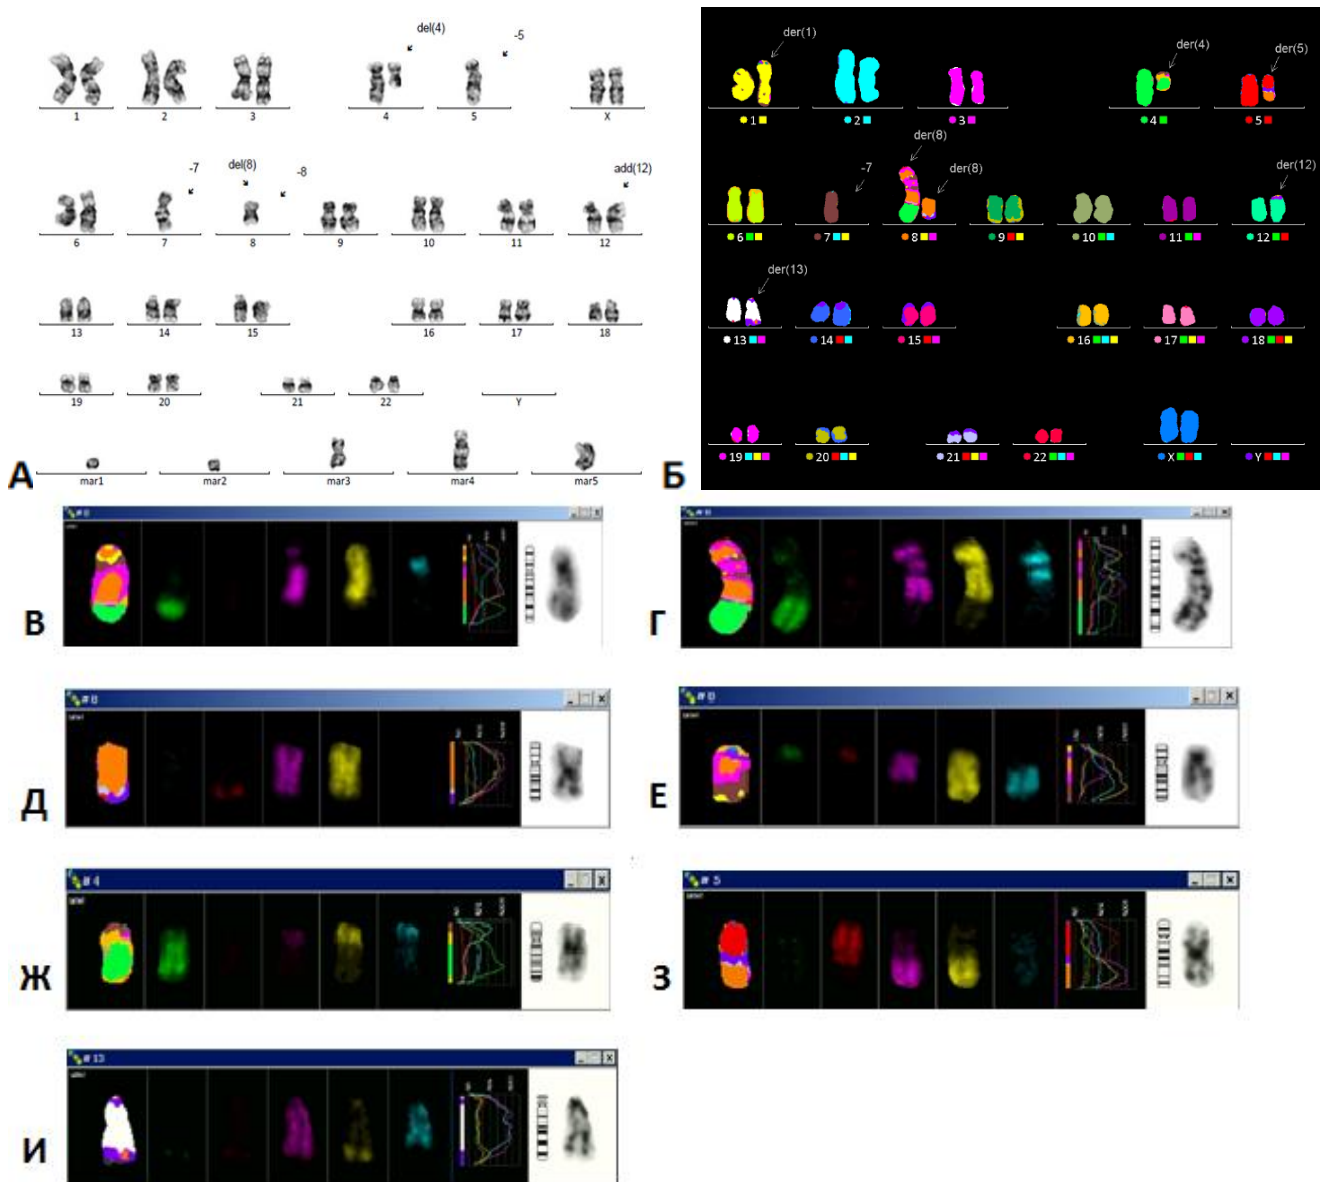 del(4) -5
1 2 3 4 5 X
-7 del(8) -8 add(12)
6 7 8 9 10 11 12
13 14 15 16 17 18
19 20 21 22 Y
А mar1 mar2 mar3 mar4 mar5
der(1) der(4) der(5)
1 2 3 4 5
der(8) -7 der(8) der(12)
6 7 8 9 10 11 12
der(13)
13 14 15 16 17 18
19 20 21 22 X Y
Б
В
Г
Д
Е
Ж # 4
З # 5
И # 13